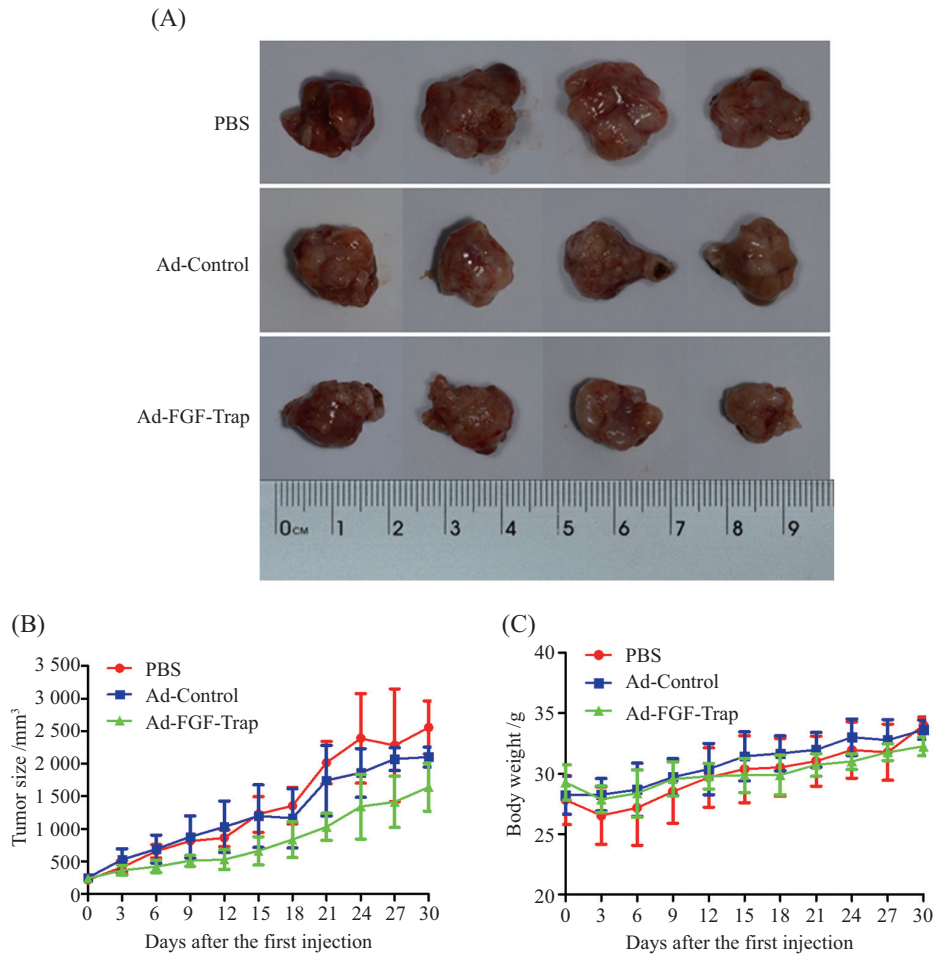 (A)
PBS
Ad-Control
Ad-FGF-Trap
0CM 1 2 3 4 5 6 7 8 9
(B)
Tumor size /mm³
3 500
3 000
2 500
2 000
1 500
1 000
500
0
PBS
Ad-Control
Ad-FGF-Trap
0 3 6 9 12 15 18 21 24 27 30
Days after the first injection
(C)
Body weight /g
40
35
30
25
20
PBS
Ad-Control
Ad-FGF-Trap
0 3 6 9 12 15 18 21 24 27 30
Days after the first injection